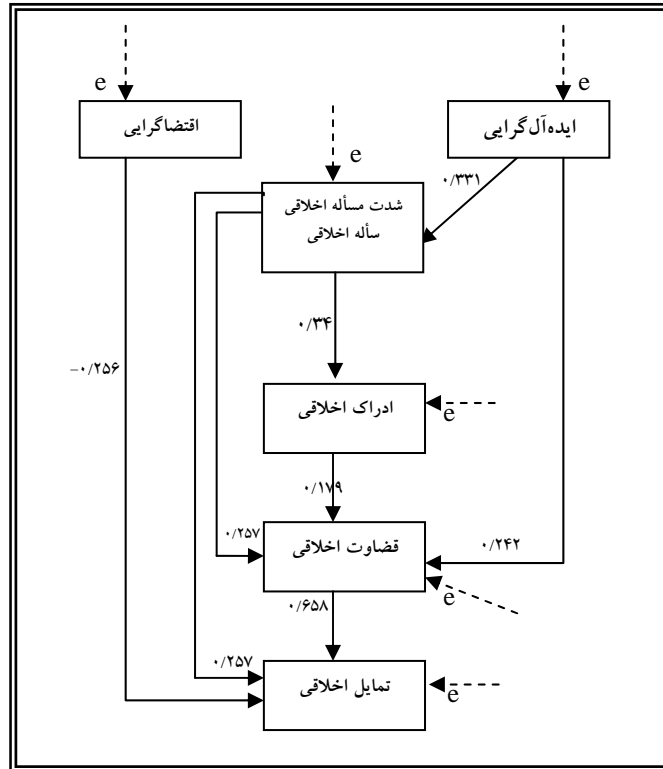 e
e
اقتضاگرایی
ایده‌آل‌گرایی
e
۰/۳۳۱
شدت مسأله اخلاقی
سأله اخلاقی
۰/۳۴
-۰/۲۵۶
ادراک اخلاقی
e
۰/۱۷۹
۰/۲۵۷
قضاوت اخلاقی
۰/۲۴۲
e
۰/۶۵۸
۰/۲۵۷
تمایل اخلاقی
e